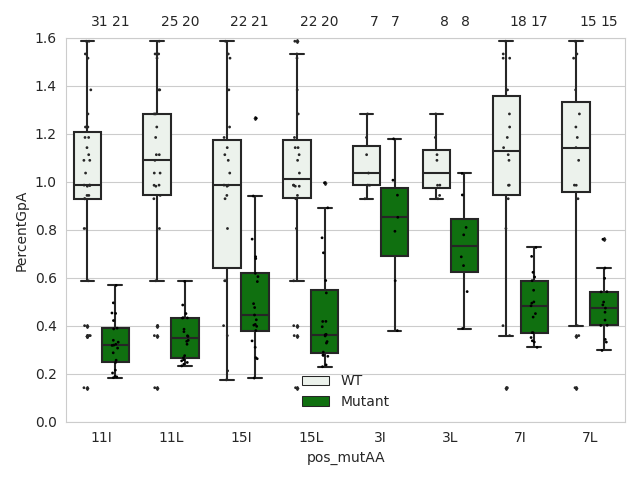 31 21 25 20 22 21 22 20 7 7 8 8 18 17 15 15
1.6
1.4
1.2
1.0
0.8
0.6
0.4
0.2
0.0
PercentGpA
WT
Mutant
11I 11L 15I 15L 3I 3L 7I 7L
pos_mutAA